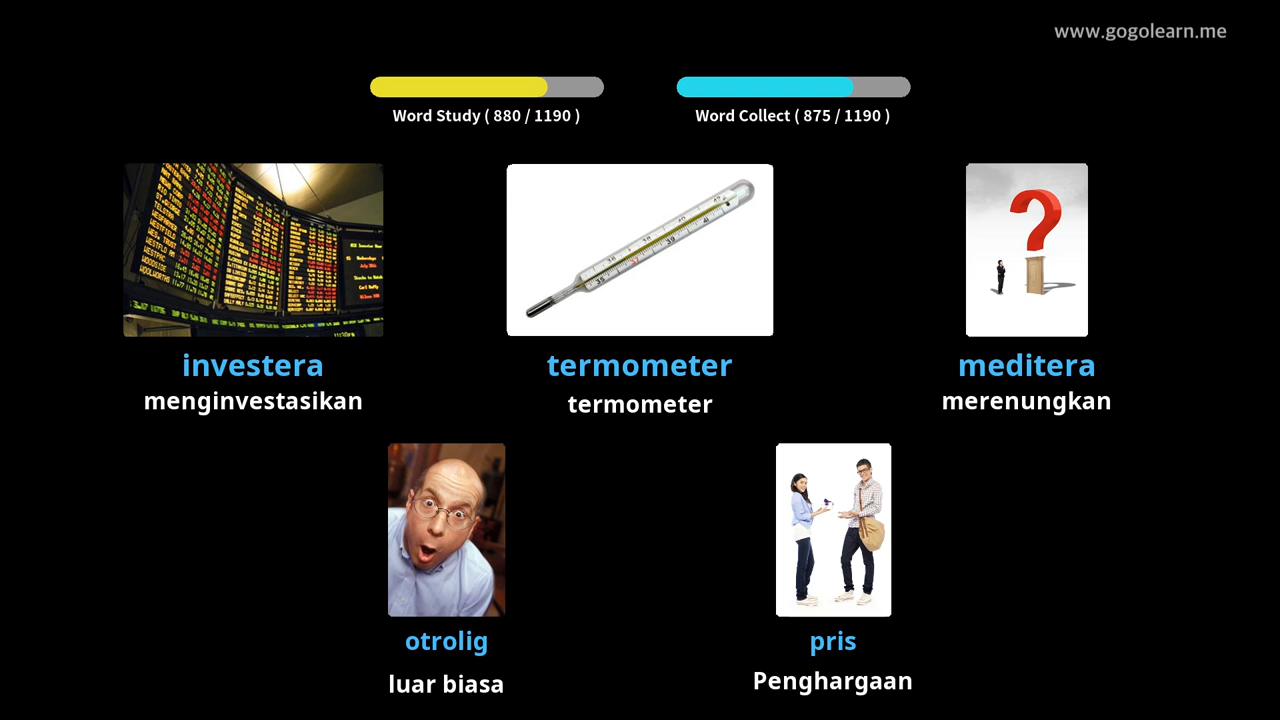 www.gogolearn.me
Word Study ( 880 / 1190 )
Word Collect ( 875 / 1190 )
investera
menginvestasikan
termometer
termometer
meditera
merenungkan
otrolig
luar biasa
pris
Penghargaan